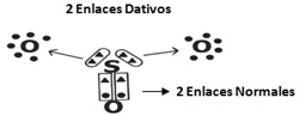 2 Enlaces Dativos
O O
S
2 Enlaces Normales
O